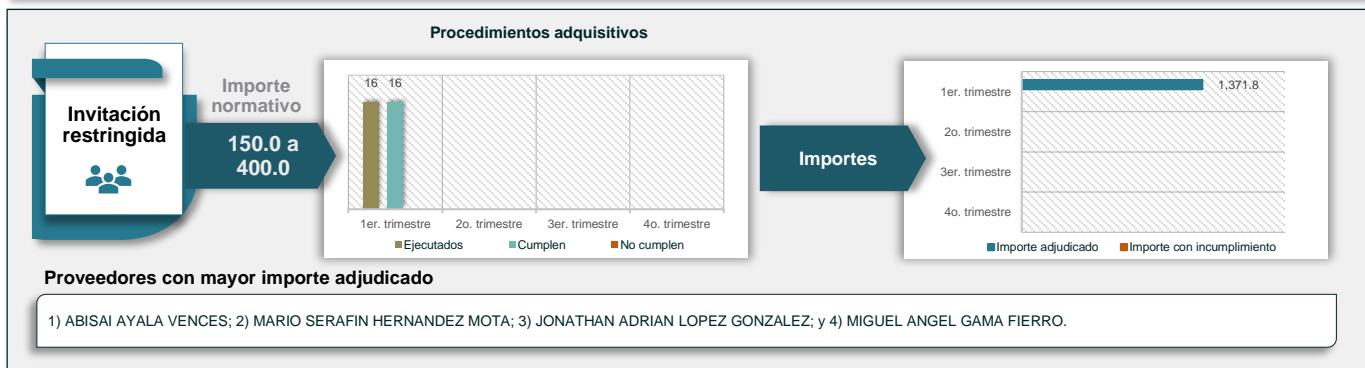 Procedimientos adquisitivos
Invitación
restringida
Importe
normativo
150.0 a
400.0
16 16
1er. trimestre 2o. trimestre 3er. trimestre 4o. trimestre
Ejecutados Cumplen No cumplen
Importes
1er. trimestre 1,371.8
2o. trimestre
3er. trimestre
4o. trimestre
Importe adjudicado Importe con incumplimiento
Proveedores con mayor importe adjudicado
1) ABISAI AYALA VENCES; 2) MARIO SERAFIN HERNANDEZ MOTA; 3) JONATHAN ADRIAN LOPEZ GONZALEZ; y 4) MIGUEL ANGEL GAMA FIERRO.